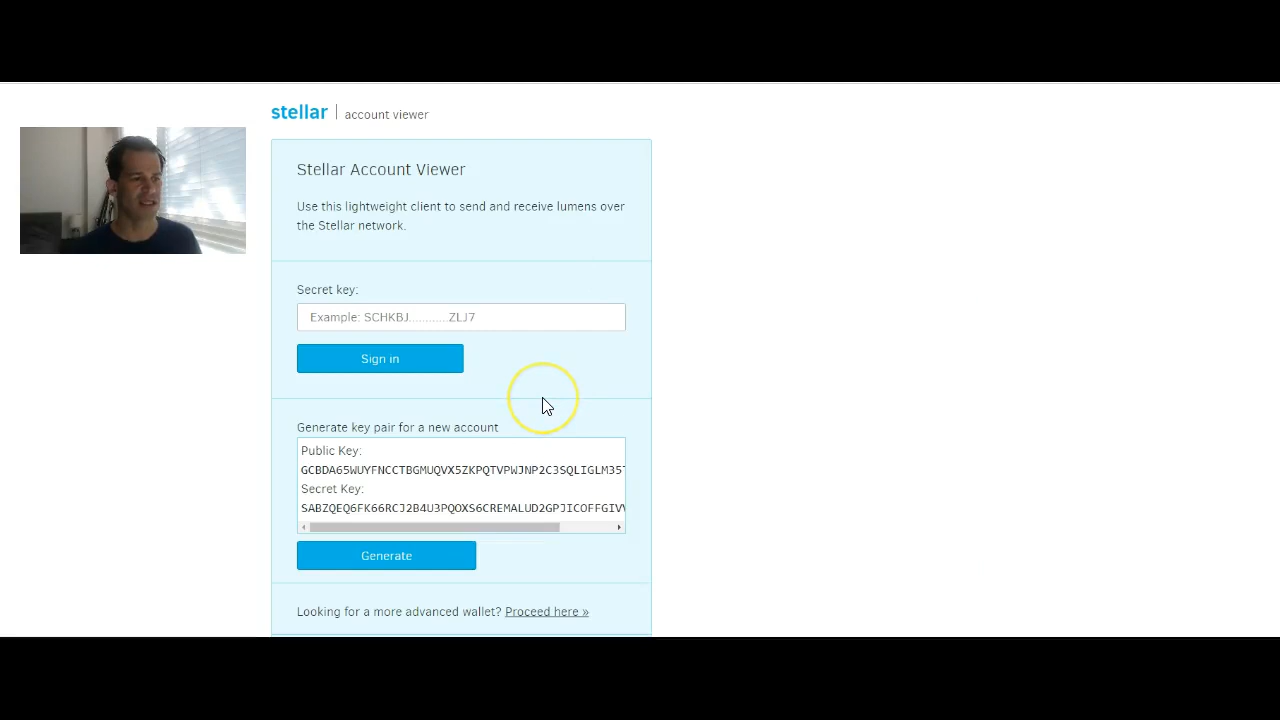 stellar | account viewer
Stellar Account Viewer
Use this lightweight client to send and receive lumens over
the Stellar network.
Secret key:
Example: SCHKBJ............ZLJ7
Sign in
Generate key pair for a new account
Public Key:
GCBDA65WUYFNCCTBGMUQVX5ZKPQTVPWJNP2C3SQLIGLM35
Secret Key:
SABZQEQ6FK66RCJ2B4U3PQOXS6CREMALUD2GPJICOFFGIV
Generate
Looking for a more advanced wallet? Proceed here »